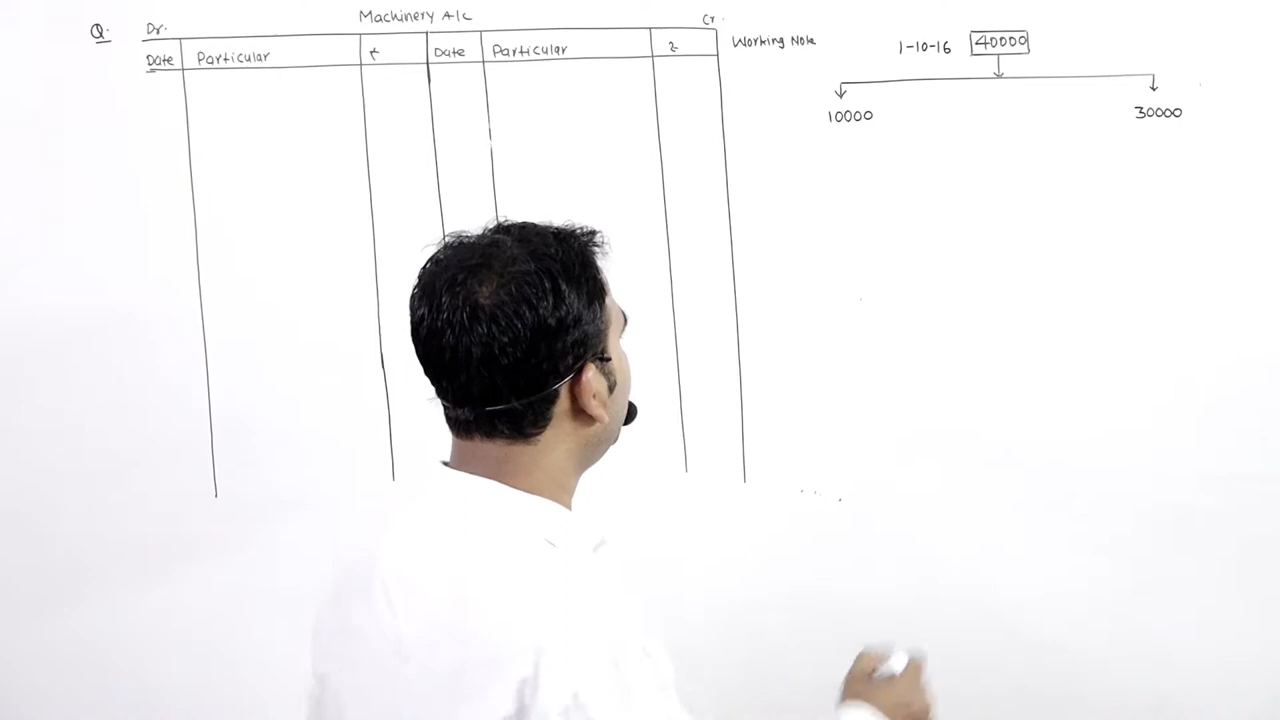 Q. Dr. Machinery A/c Cr.
Date Particular ₹ Date Particular ₹
Working Note
1-10-16 40000
10000 30000